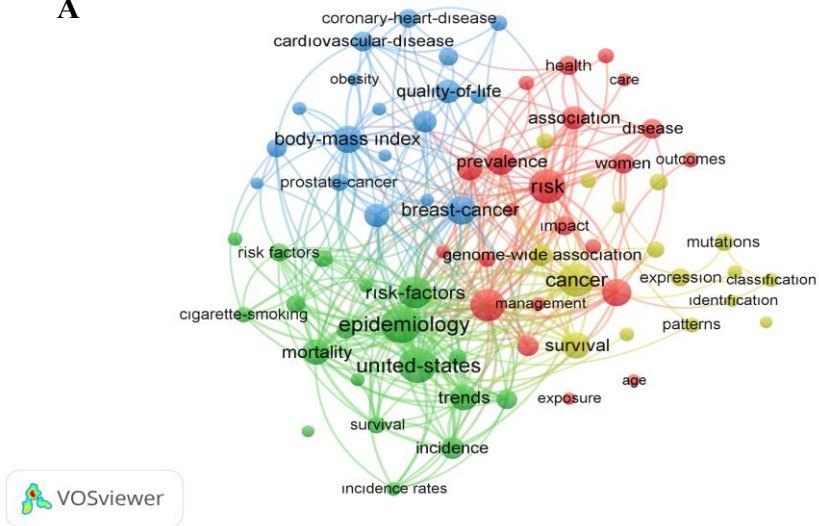 A
coronary-heart-disease
cardiovascular-disease
health
obesity
care
quality-of-life
association
disease
body-mass index
prevalence
women
outcomes
prostate-cancer
risk
breast-cancer
impact
mutations
risk factors
genome-wide association
cancer
expression
classification
risk-factors
management
identification
cigarette-smoking
epidemiology
patterns
mortality
survival
united-states
age
trends
exposure
survival
incidence
incidence rates
VOSviewer